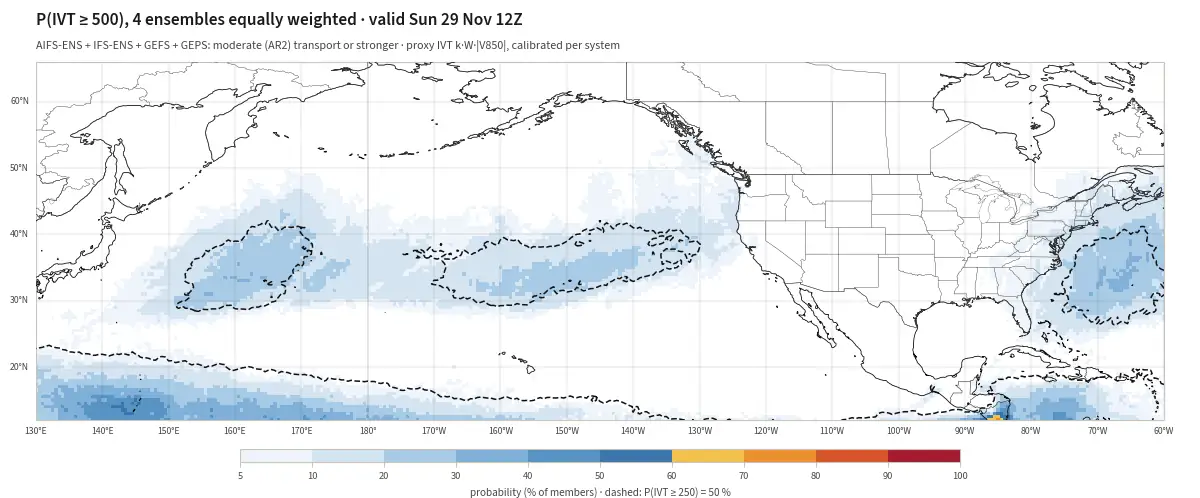 P(IVT ≥ 500), 4 ensembles equally weighted · valid Sun 29 Nov 12Z
AIFS-ENS + IFS-ENS + GEFS + GEPS: moderate (AR2) transport or stronger · proxy IVT k·W·|V850|, calibrated per system
60°N
50°N
40°N
30°N
20°N
130°E 140°E 150°E 160°E 170°E 180° 170°W 160°W 150°W 140°W 130°W 120°W 110°W 100°W 90°W 80°W 70°W 60°W
5 10 20 30 40 50 60 70 80 90 100
probability (% of members) · dashed: P(IVT ≥ 250) = 50 %